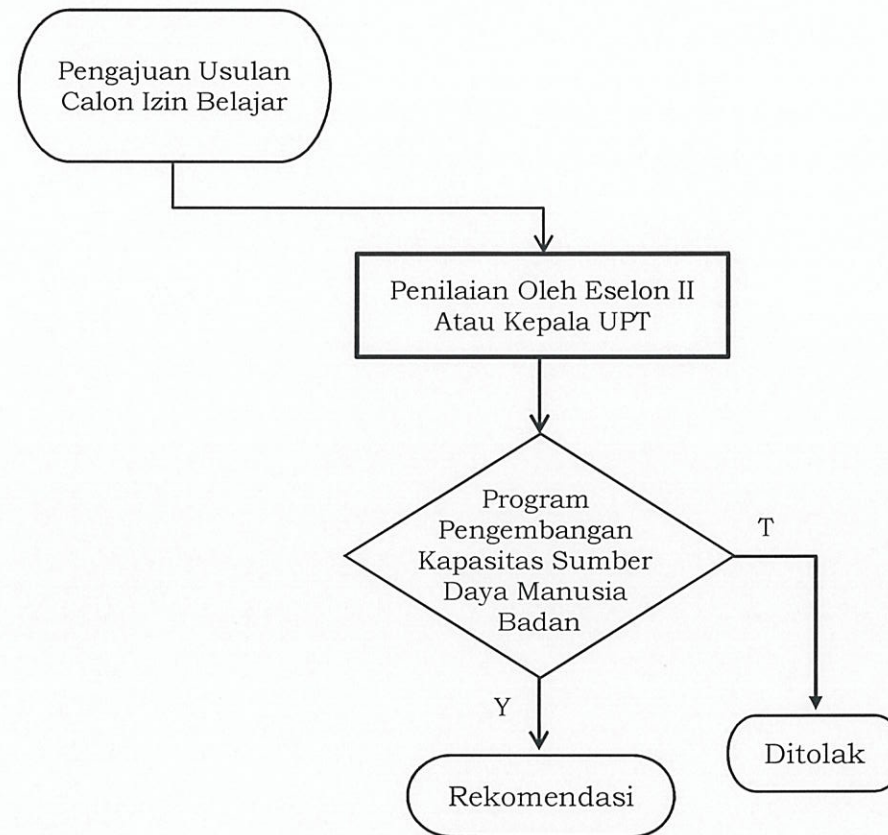 Pengajuan Usulan
Calon Izin Belajar
Penilaian Oleh Eselon II
Atau Kepala UPT
Program
Pengembangan
Kapasitas Sumber
Daya Manusia
Badan
T
Y
Ditolak
Rekomendasi